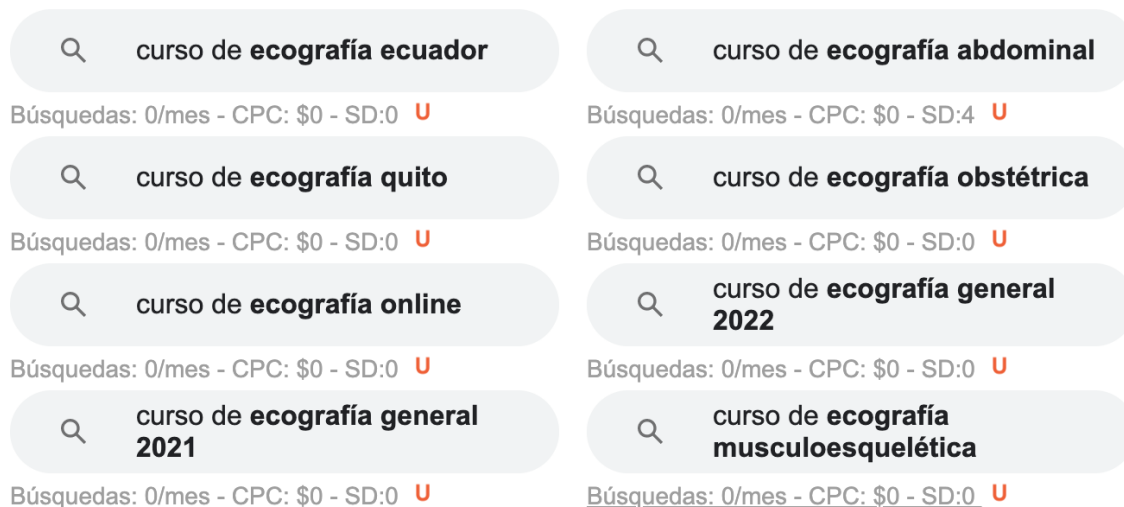 curso de ecografía ecuador
Búsquedas: 0/mes - CPC: $0 - SD:0 U
curso de ecografía abdominal
Búsquedas: 0/mes - CPC: $0 - SD:4 U
curso de ecografía quito
Búsquedas: 0/mes - CPC: $0 - SD:0 U
curso de ecografía obstétrica
Búsquedas: 0/mes - CPC: $0 - SD:0 U
curso de ecografía online
Búsquedas: 0/mes - CPC: $0 - SD:0 U
curso de ecografía general
2022
Búsquedas: 0/mes - CPC: $0 - SD:0 U
curso de ecografía general
2021
Búsquedas: 0/mes - CPC: $0 - SD:0 U
curso de ecografía
musculoesquelética
Búsquedas: 0/mes - CPC: $0 - SD:0 U